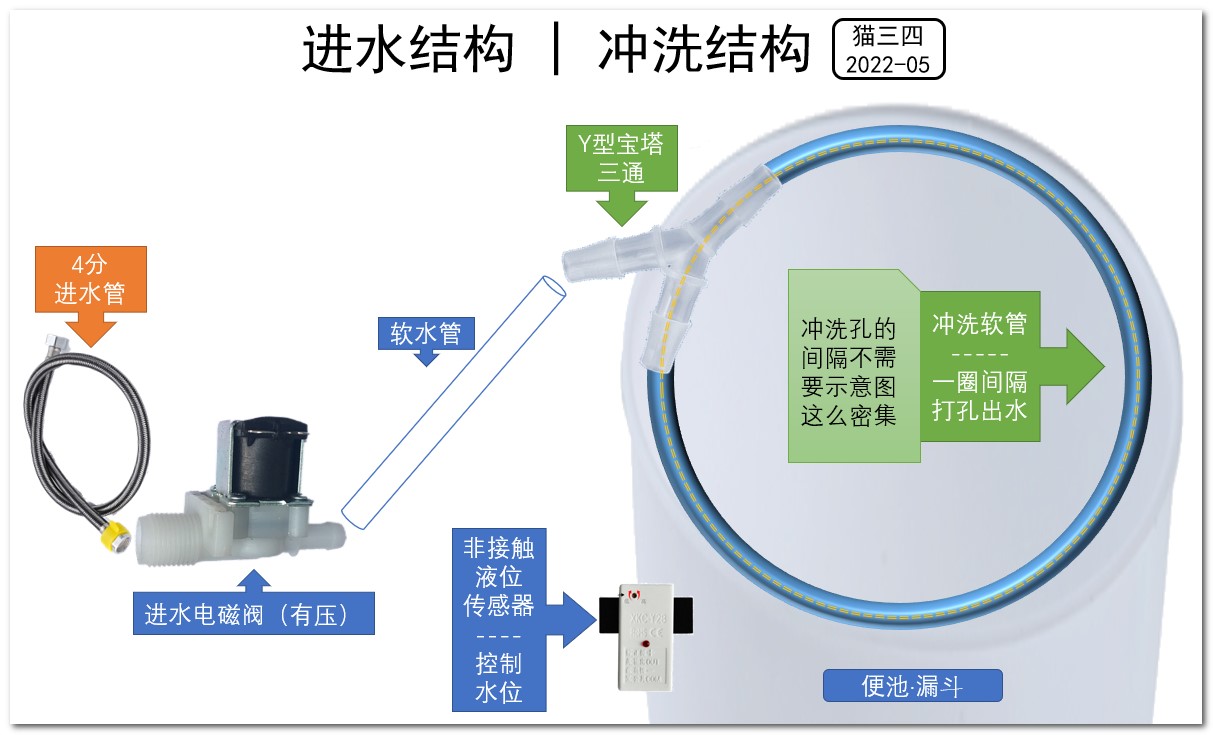 进水结构 | 冲洗结构
猫三四
2022-05
Y型宝塔
三通
4分
进水管
软水管
冲洗孔的
间隔不需
要示意图
这么密集
冲洗软管
-----
一圈间隔
打孔出水
进水电磁阀（有压）
非接触
液位
传感器
----
控制
水位
便池·漏斗